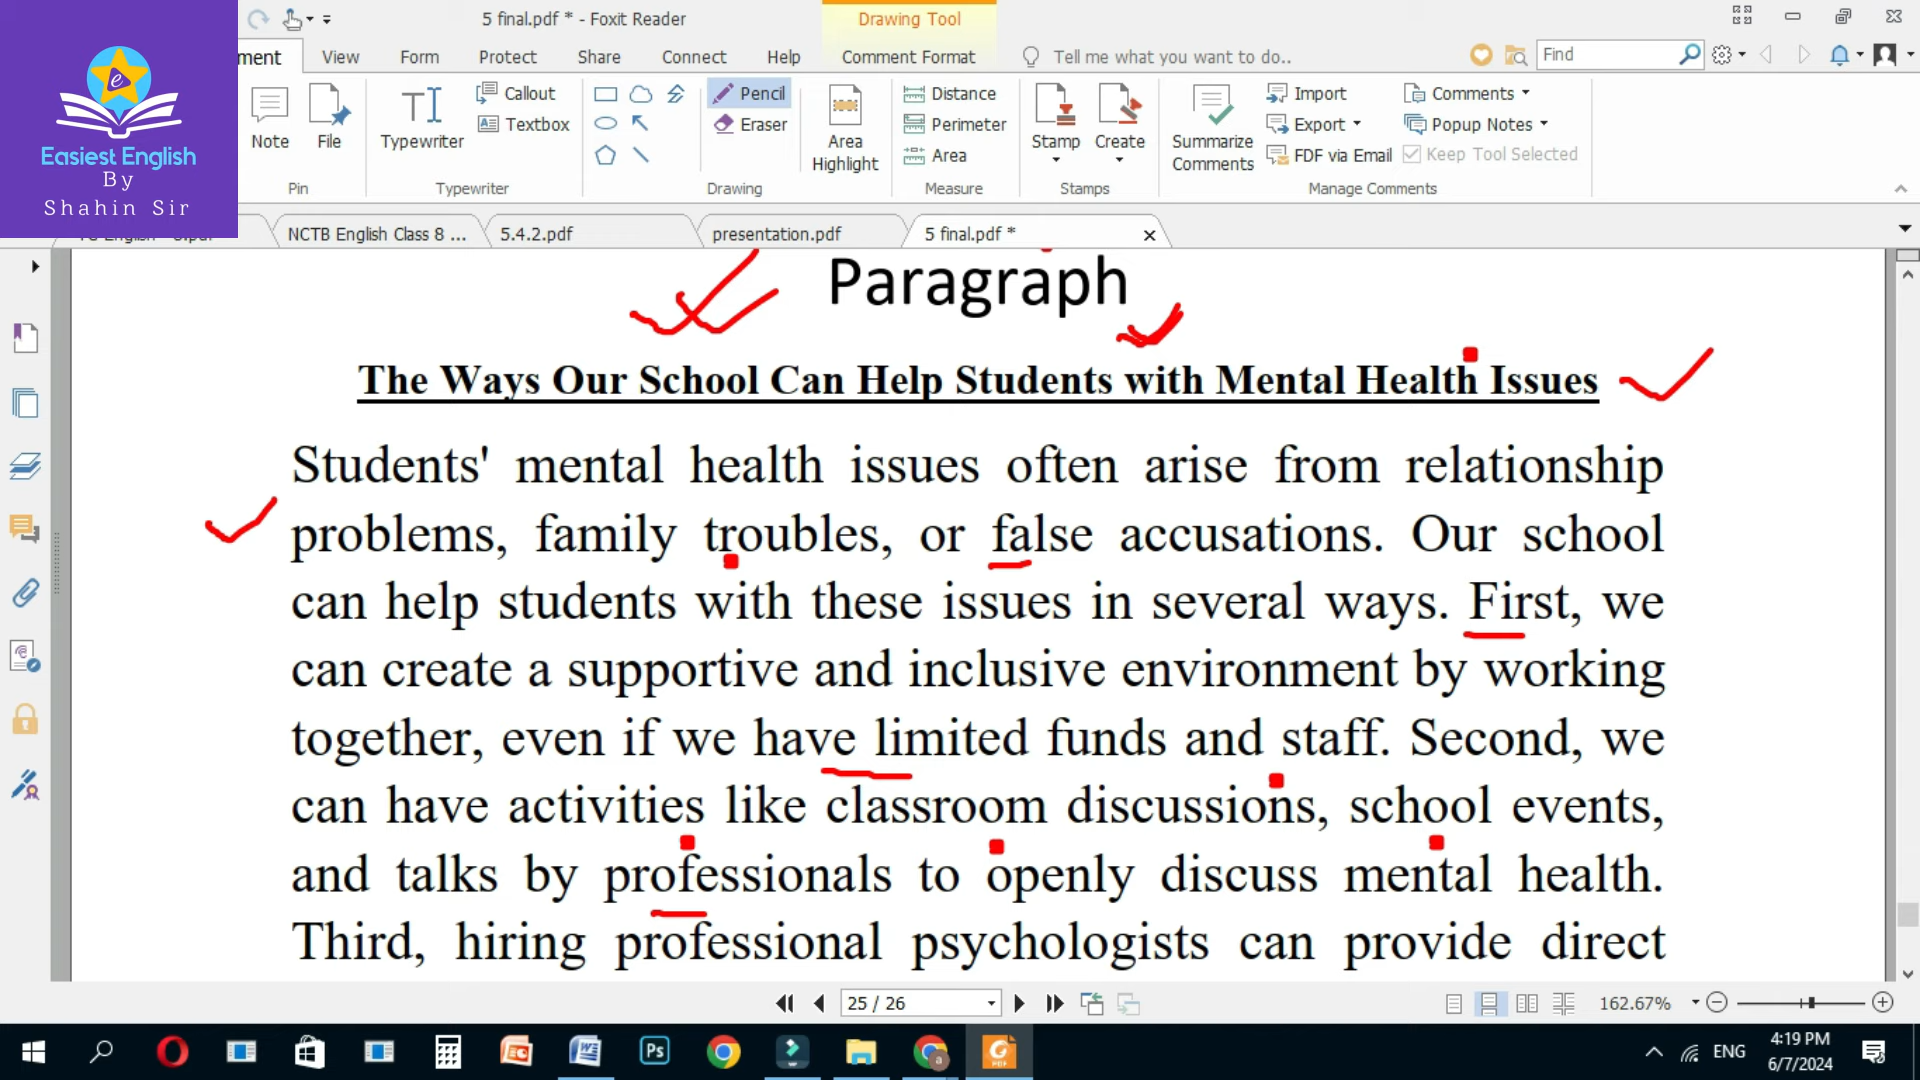 5 final.pdf * - Foxit Reader
Drawing Tool
ment View Form Protect Share Connect Help Comment Format Tell me what you want to do.. Find
Note File Typewriter Callout Textbox Pencil Eraser Area Highlight Distance Perimeter Area Stamp Create Summarize Comments Import Export FDF via Email Comments Popup Notes Keep Tool Selected
Pin Typewriter Drawing Measure Stamps Manage Comments
e
Easiest English
By
Shahin Sir
NCTB English Class 8 ... 5.4.2.pdf presentation.pdf 5 final.pdf *
Paragraph
The Ways Our School Can Help Students with Mental Health Issues
Students' mental health issues often arise from relationship
problems, family troubles, or false accusations. Our school
can help students with these issues in several ways. First, we
can create a supportive and inclusive environment by working
together, even if we have limited funds and staff. Second, we
can have activities like classroom discussions, school events,
and talks by professionals to openly discuss mental health.
Third, hiring professional psychologists can provide direct
25 / 26 162.67%
Ps a G PDF ENG 4:19 PM
6/7/2024